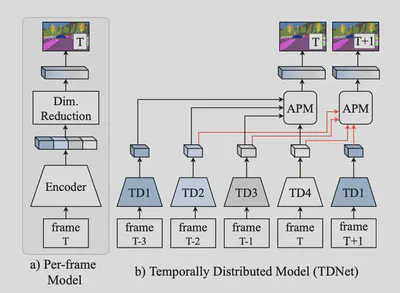 T
T
T+1
Dim.
Reduction
APM
APM
Encoder
TD1
TD2
TD3
TD4
TD1
frame
T
frame
T-3
frame
T-2
frame
T-1
frame
T
frame
T+1
a) Per-frame
Model
b) Temporally Distributed Model (TDNet)